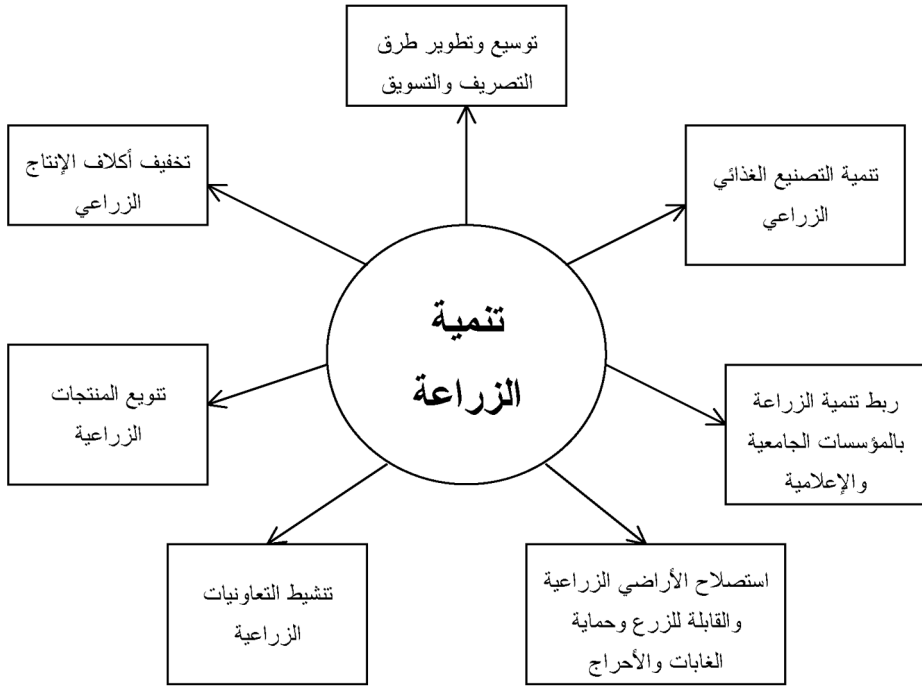 توسيع وتطوير طرق
التصريف والتسويق
تنمية التصنيع الغذائي
الزراعي
تخفيف أكلاف الإنتاج
الزراعي
تنمية
الزراعة
ربط تنمية الزراعة
بالمؤسسات الجامعية
والإعلامية
تنويع المنتجات
الزراعية
استصلاح الأراضي الزراعية
والقابلة للزرع وحماية
الغابات والأحراج
تنشيط التعاونيات
الزراعية